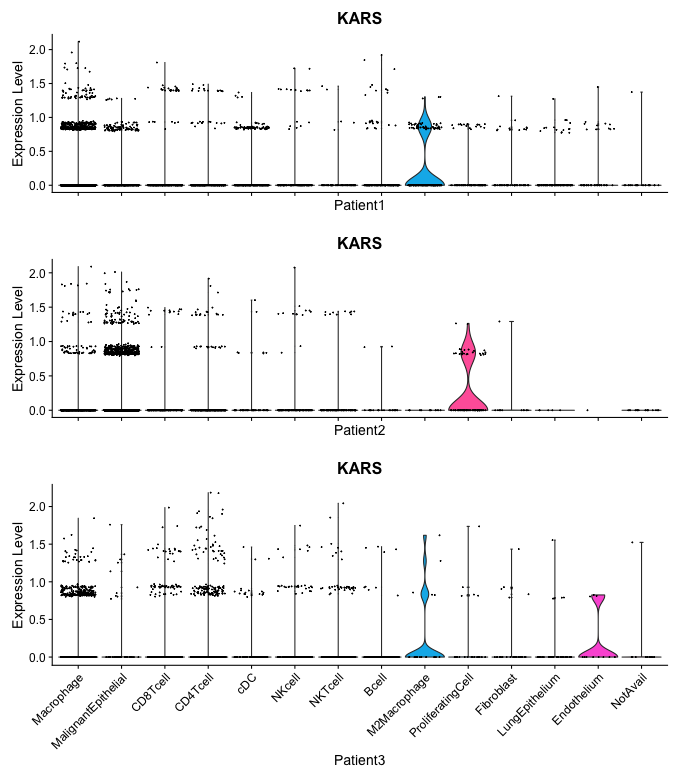 KARS
Expression Level
2.0
1.5
1.0
0.5
0.0
Patient1
KARS
Expression Level
2.0
1.5
1.0
0.5
0.0
Patient2
KARS
Expression Level
2.0
1.5
1.0
0.5
0.0
Macrophage
MalignantEpithelial
CD8Tcell
CD4Tcell
cDC
NKcell
NKTcell
Bcell
M2Macrophage
ProliferatingCell
Fibroblast
LungEpithelium
Endothelium
NotAvail
Patient3